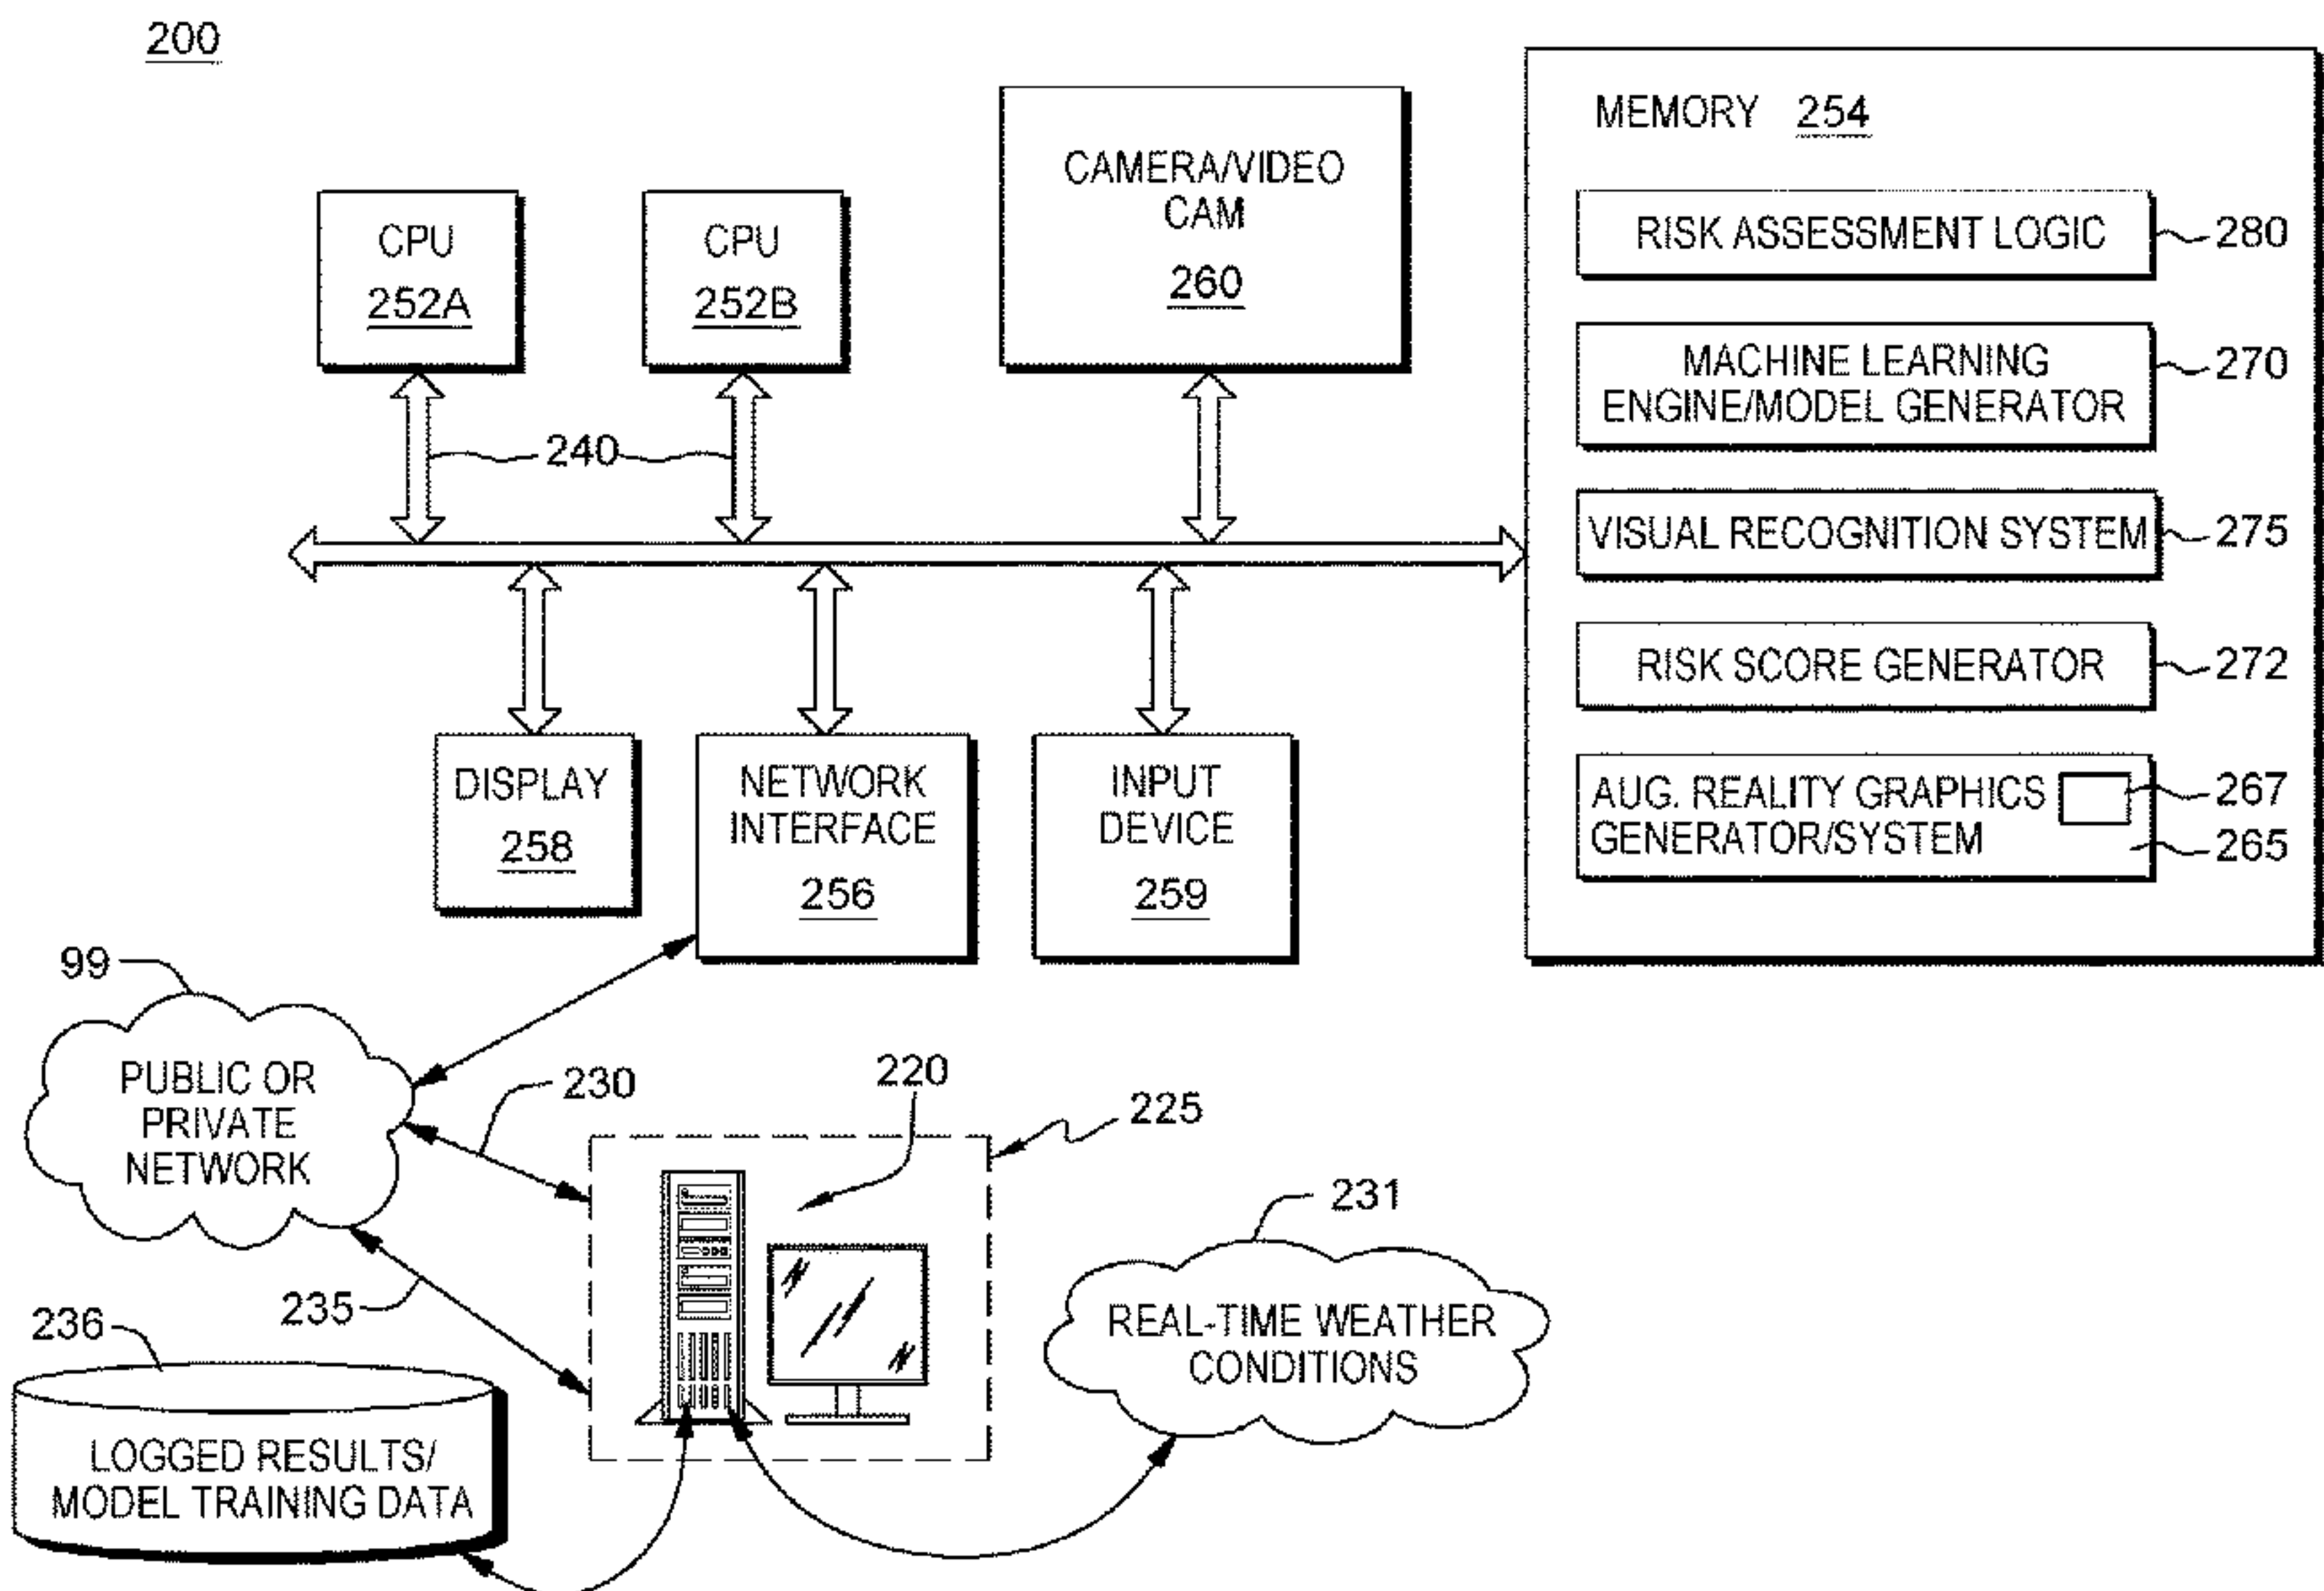 200
MEMORY 254
CAMERA/VIDEO
CAM
260
CPU
252A
CPU
252B
RISK ASSESSMENT LOGIC
280
MACHINE LEARNING
ENGINE/MODEL GENERATOR
270
240
VISUAL RECOGNITION SYSTEM
275
RISK SCORE GENERATOR
272
DISPLAY
258
NETWORK
INTERFACE
256
INPUT
DEVICE
259
AUG. REALITY GRAPHICS
GENERATOR/SYSTEM
267
265
99
PUBLIC OR
PRIVATE
NETWORK
230
220
225
231
235
236
REAL-TIME WEATHER
CONDITIONS
LOGGED RESULTS/
MODEL TRAINING DATA